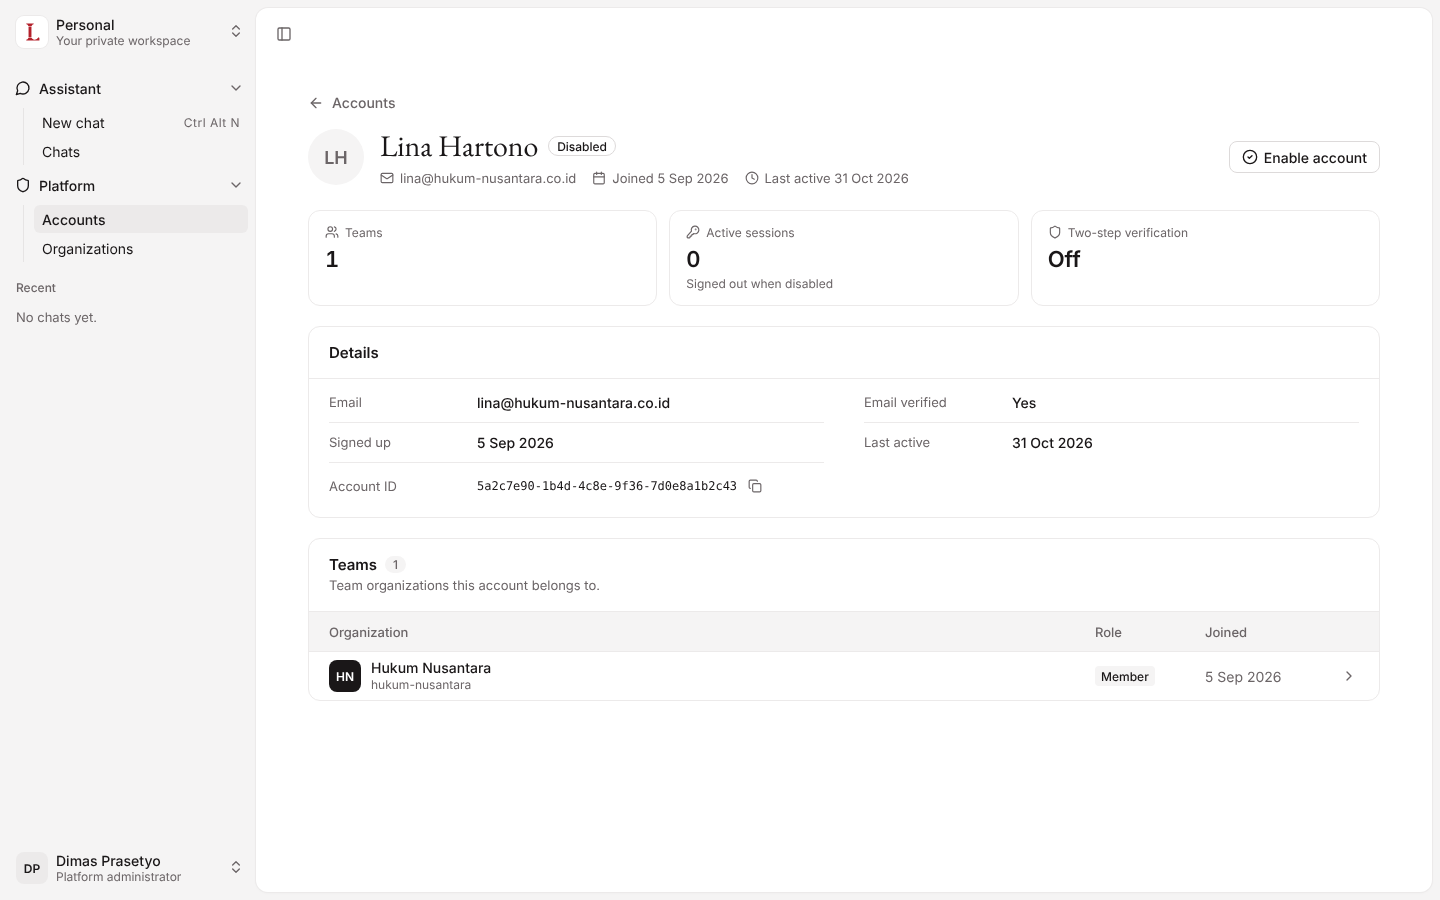 L
Personal
Your private workspace
Assistant
New chat Ctrl Alt N
Chats
Platform
Accounts
Organizations
Recent
No chats yet.
DP
Dimas Prasetyo
Platform administrator
Accounts
LH
Lina Hartono Disabled
lina@hukum-nusantara.co.id Joined 5 Sep 2026 Last active 31 Oct 2026
Enable account
Teams
1
Active sessions
0
Signed out when disabled
Two-step verification
Off
Details
Email lina@hukum-nusantara.co.id Email verified Yes
Signed up 5 Sep 2026 Last active 31 Oct 2026
Account ID 5a2c7e90-1b4d-4c8e-9f36-7d0e8a1b2c43
Teams 1
Team organizations this account belongs to.
Organization Role Joined
HN
Hukum Nusantara
hukum-nusantara
Member 5 Sep 2026